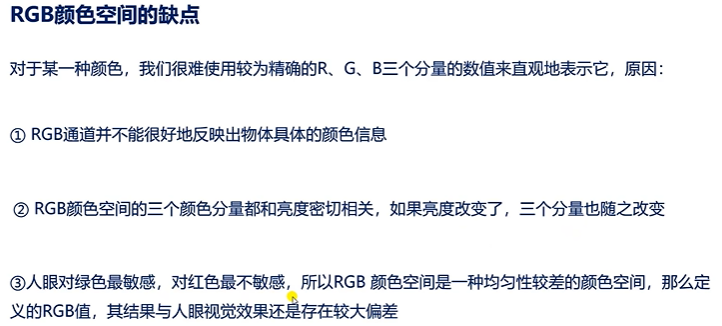 RGB颜色空间的缺点
对于某一种颜色，我们很难使用较为精确的R、G、B三个分量的数值来直观地表示它，原因：
① RGB通道并不能很好地反映出物体具体的颜色信息
② RGB颜色空间的三个颜色分量都和亮度密切相关，如果亮度改变了，三个分量也随之改变
③人眼对绿色最敏感，对红色最不敏感，所以RGB 颜色空间是一种均匀性较差的颜色空间，那么定
义的RGB值，其结果与人眼视觉效果还是存在较大偏差